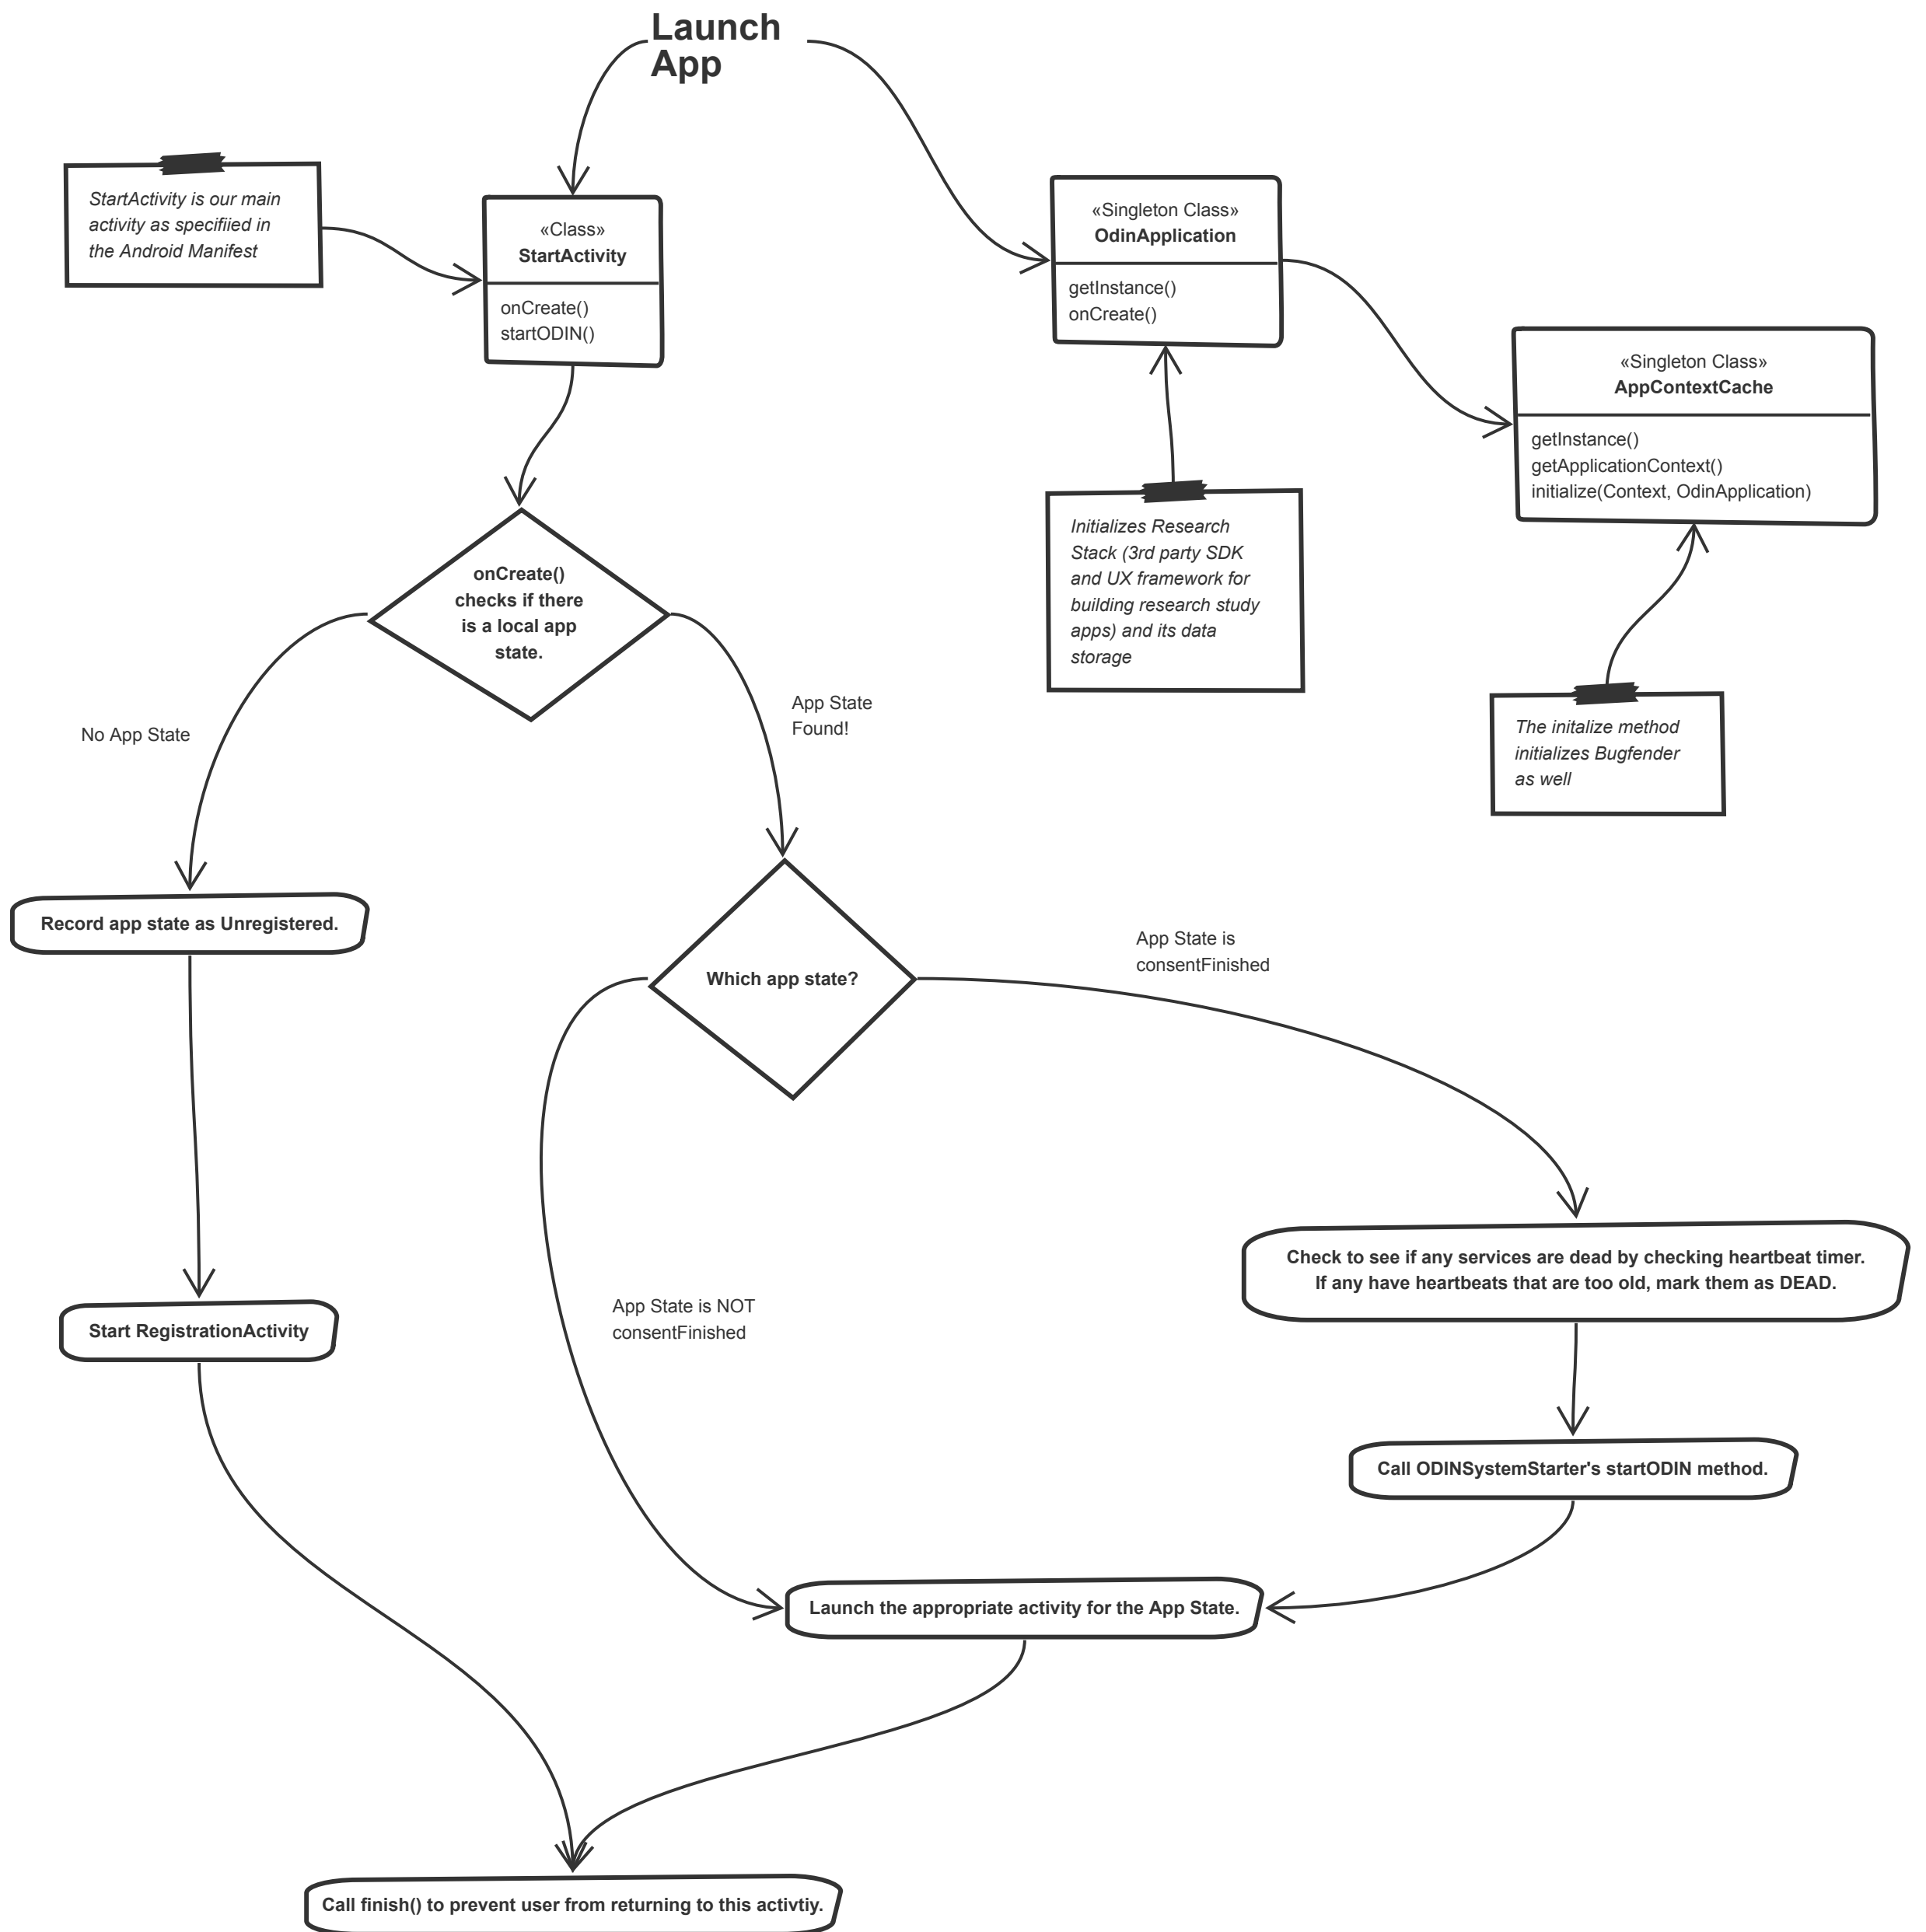 Launch
App
StartActivity is our main
activity as specifiied in
the Android Manifest
«Class»
StartActivity
onCreate()
startODIN()
«Singleton Class»
OdinApplication
getInstance()
onCreate()
«Singleton Class»
AppContextCache
getInstance()
getApplicationContext()
initialize(Context, OdinApplication)
Initializes Research
Stack (3rd party SDK
and UX framework for
building research study
apps) and its data
storage
The initalize method
initializes Bugfender
as well
onCreate()
checks if there
is a local app
state.
No App State
App State
Found!
Record app state as Unregistered.
Which app state?
App State is
consentFinished
App State is NOT
consentFinished
Start RegistrationActivity
Check to see if any services are dead by checking heartbeat timer.
If any have heartbeats that are too old, mark them as DEAD.
Call ODINSystemStarter's startODIN method.
Launch the appropriate activity for the App State.
Call finish() to prevent user from returning to this activtiy.